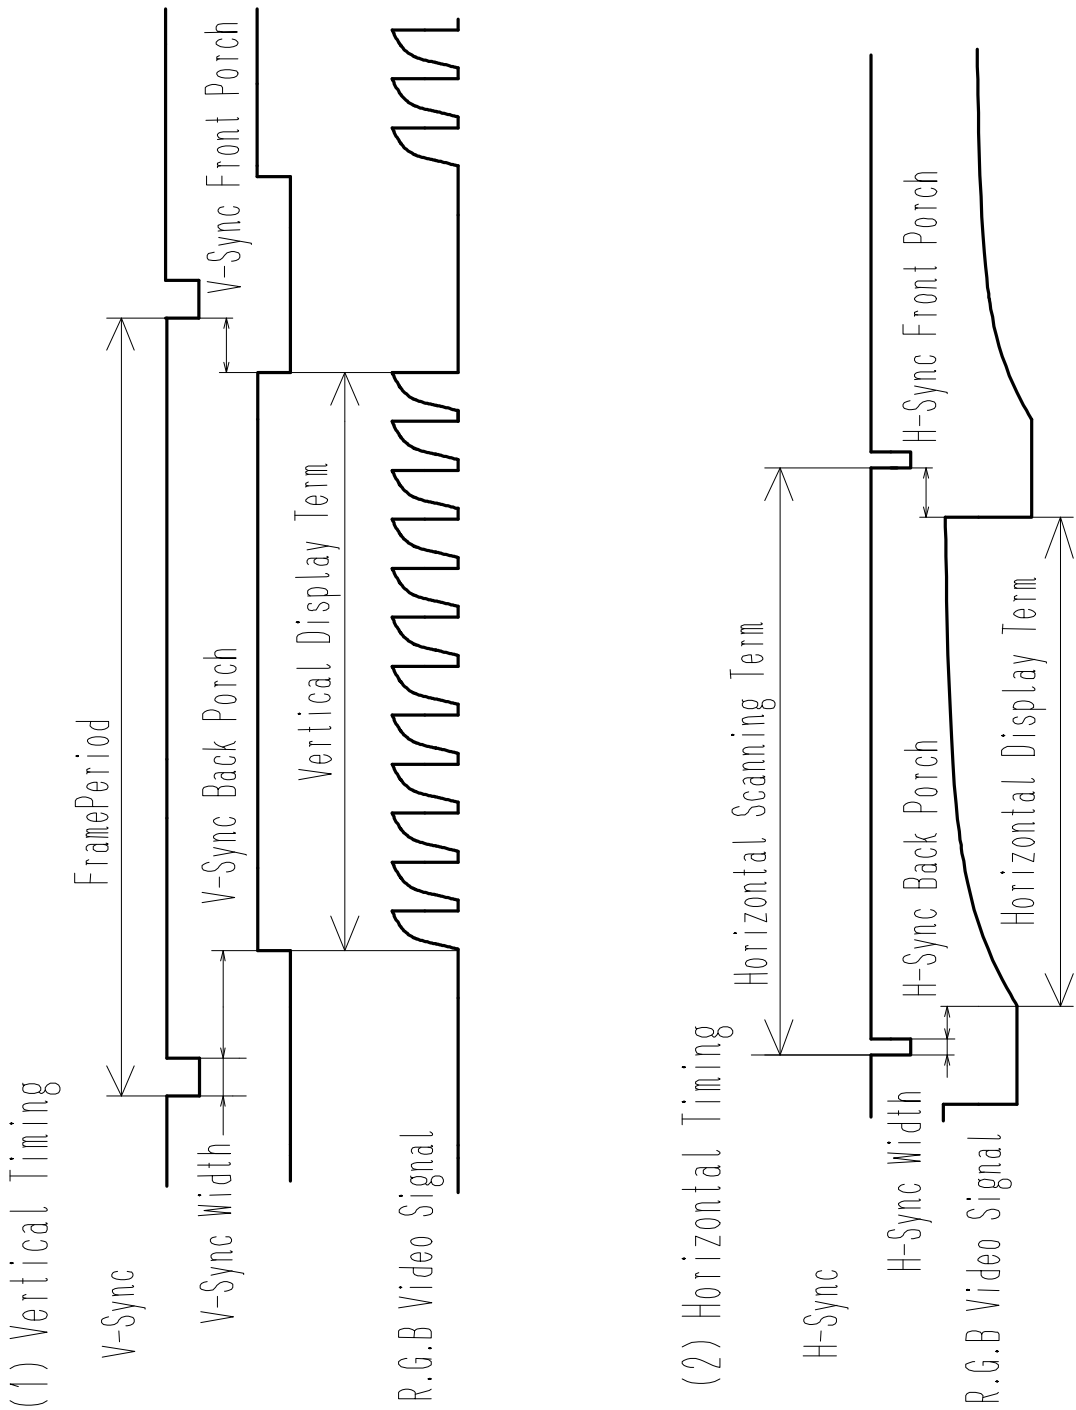 (1) Vertical Timing
FramePeriod
V-Sync
V-Sync Front Porch
V-Sync Back Porch
V-Sync Width
Vertical Display Term
R.G.B Video Signal
(2) Horizontal Timing
Horizontal Scanning Term
H-Sync
H-Sync Front Porch
H-Sync Back Porch
H-Sync Width
Horizontal Display Term
R.G.B Video Signal